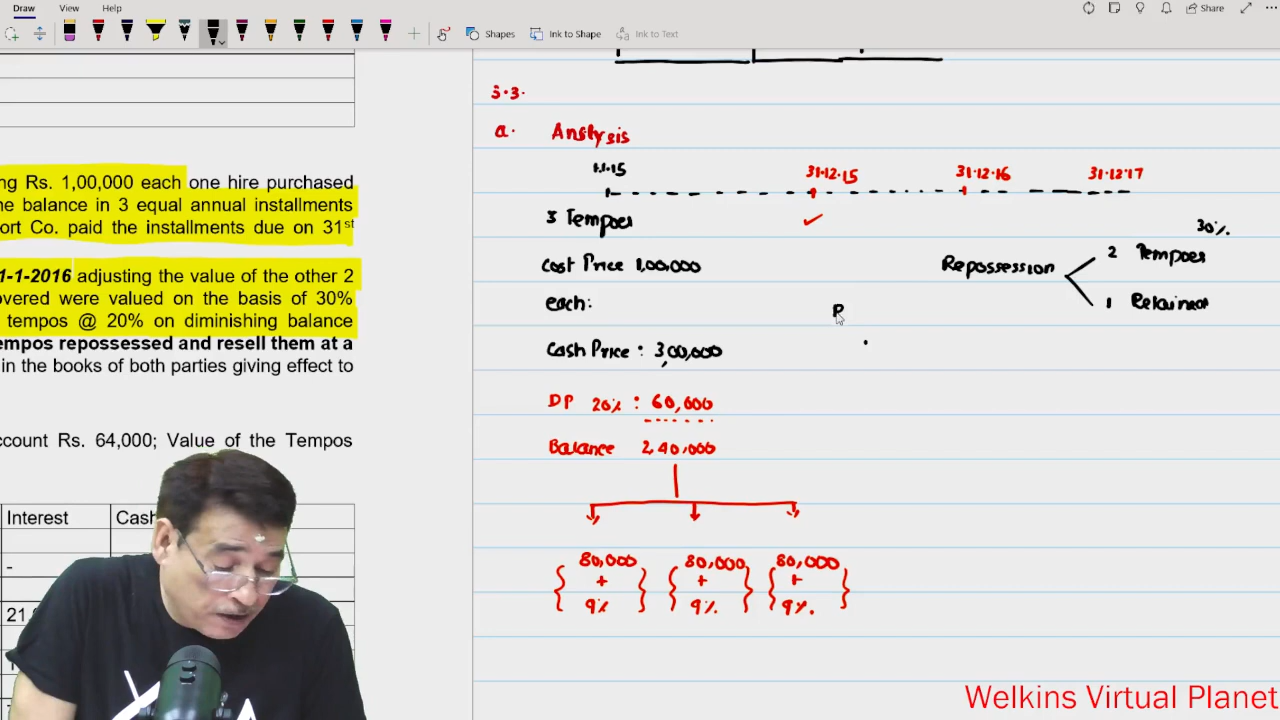 Draw View Help
Share
Shapes Ink to Shape Ink to Text
ng Rs. 1,00,000 each one hire purchased
ne balance in 3 equal annual installments
ort Co. paid the installments due on 31st
1-1-2016 adjusting the value of the other 2
overed were valued on the basis of 30%
tempos @ 20% on diminishing balance
empos repossessed and resell them at a
in the books of both parties giving effect to
ccount Rs. 64,000; Value of the Tempos
Interest Cas
-
21,
a. Analysis
1.1.15 31.12.15 31.12.16 31.12.17
3 Tempoes
30%.
Cost Price 1,00,000
Repossession
2 Tempoes
each:
1 Retained
Cash Price : 3,00,000
DP 20% : 60,000
Balance 2,40,000
80,000 80,000 80,000
+ + +
9% 9%. 9%.
Welkins Virtual Planet